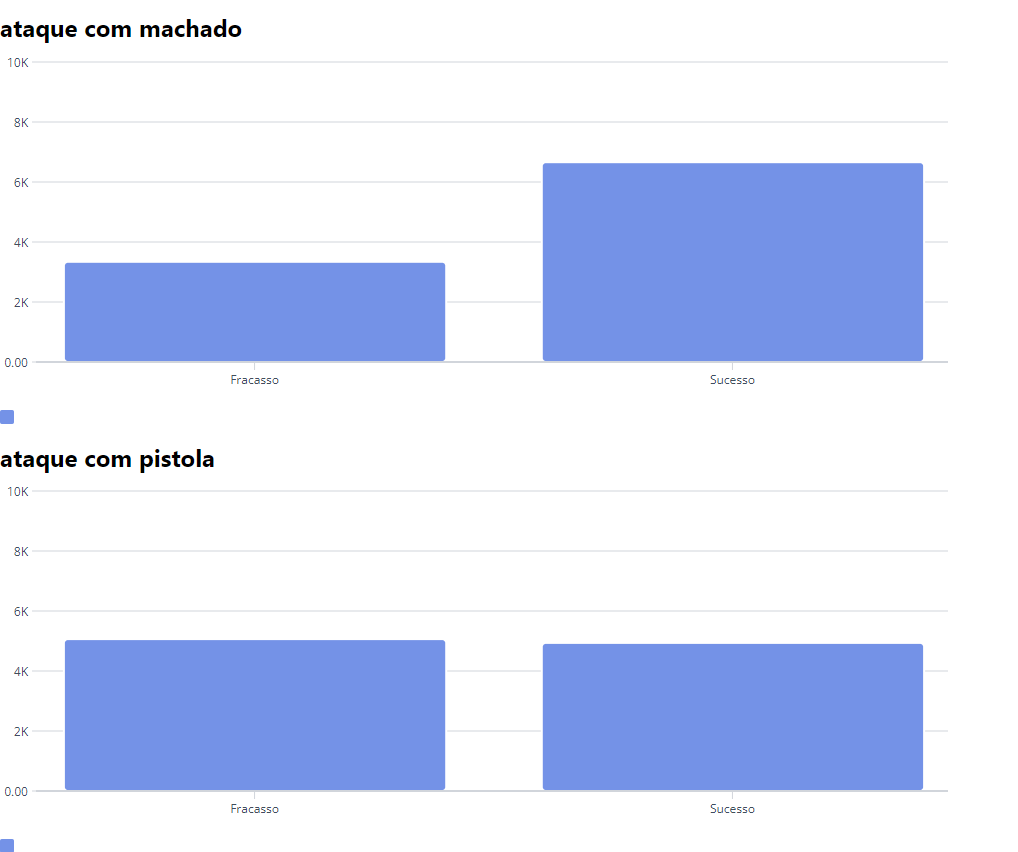 ataque com machado
10K
8K
6K
4K
2K
0.00
Fracasso Sucesso
ataque com pistola
10K
8K
6K
4K
2K
0.00
Fracasso Sucesso